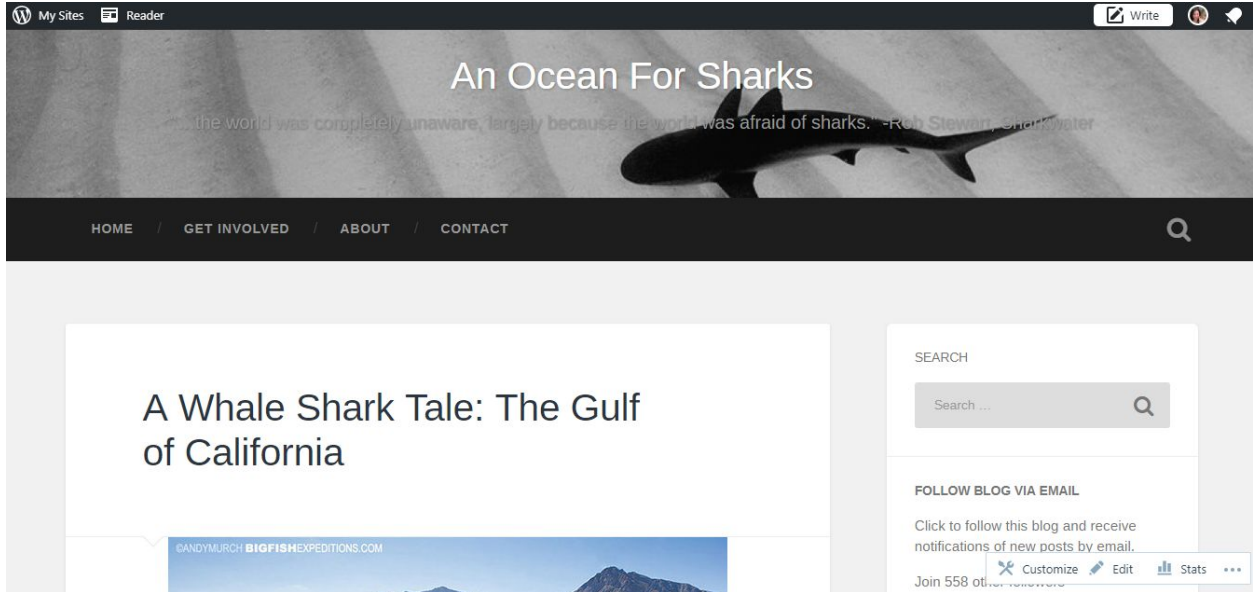 My Sites Reader Write
An Ocean For Sharks
...the world was completely unaware, largely because the world was afraid of sharks." -Rob Stewart, Sharkwater
HOME / GET INVOLVED / ABOUT / CONTACT
A Whale Shark Tale: The Gulf
of California
©ANDYMURCH BIGFISHEXPEDITIONS.COM
SEARCH
Search ...
FOLLOW BLOG VIA EMAIL
Click to follow this blog and receive
notifications of new posts by email.
Join 558 other followers
Customize Edit Stats